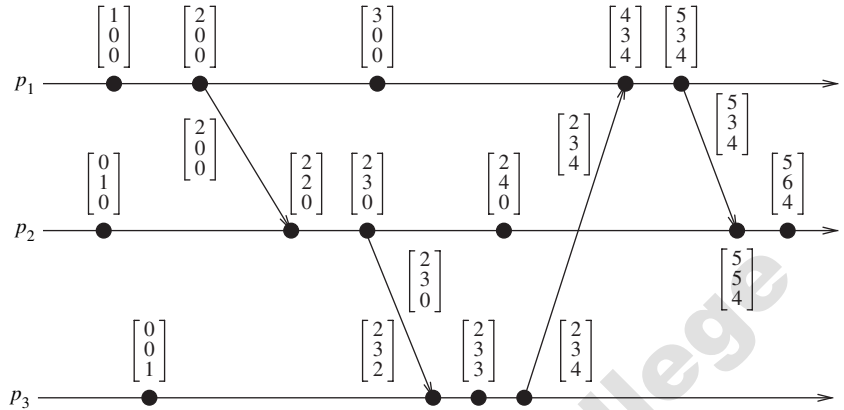 [1 0 0] [2 0 0] [3 0 0] [4 3 4] [5 3 4]
p1
[2 0 0] [2 3 4] [5 3 4]
[0 1 0] [2 2 0] [2 3 0] [2 4 0] [5 6 4]
p2
[2 3 0] [5 5 4]
[0 0 1] [2 3 2] [2 3 3] [2 3 4]
p3
llege